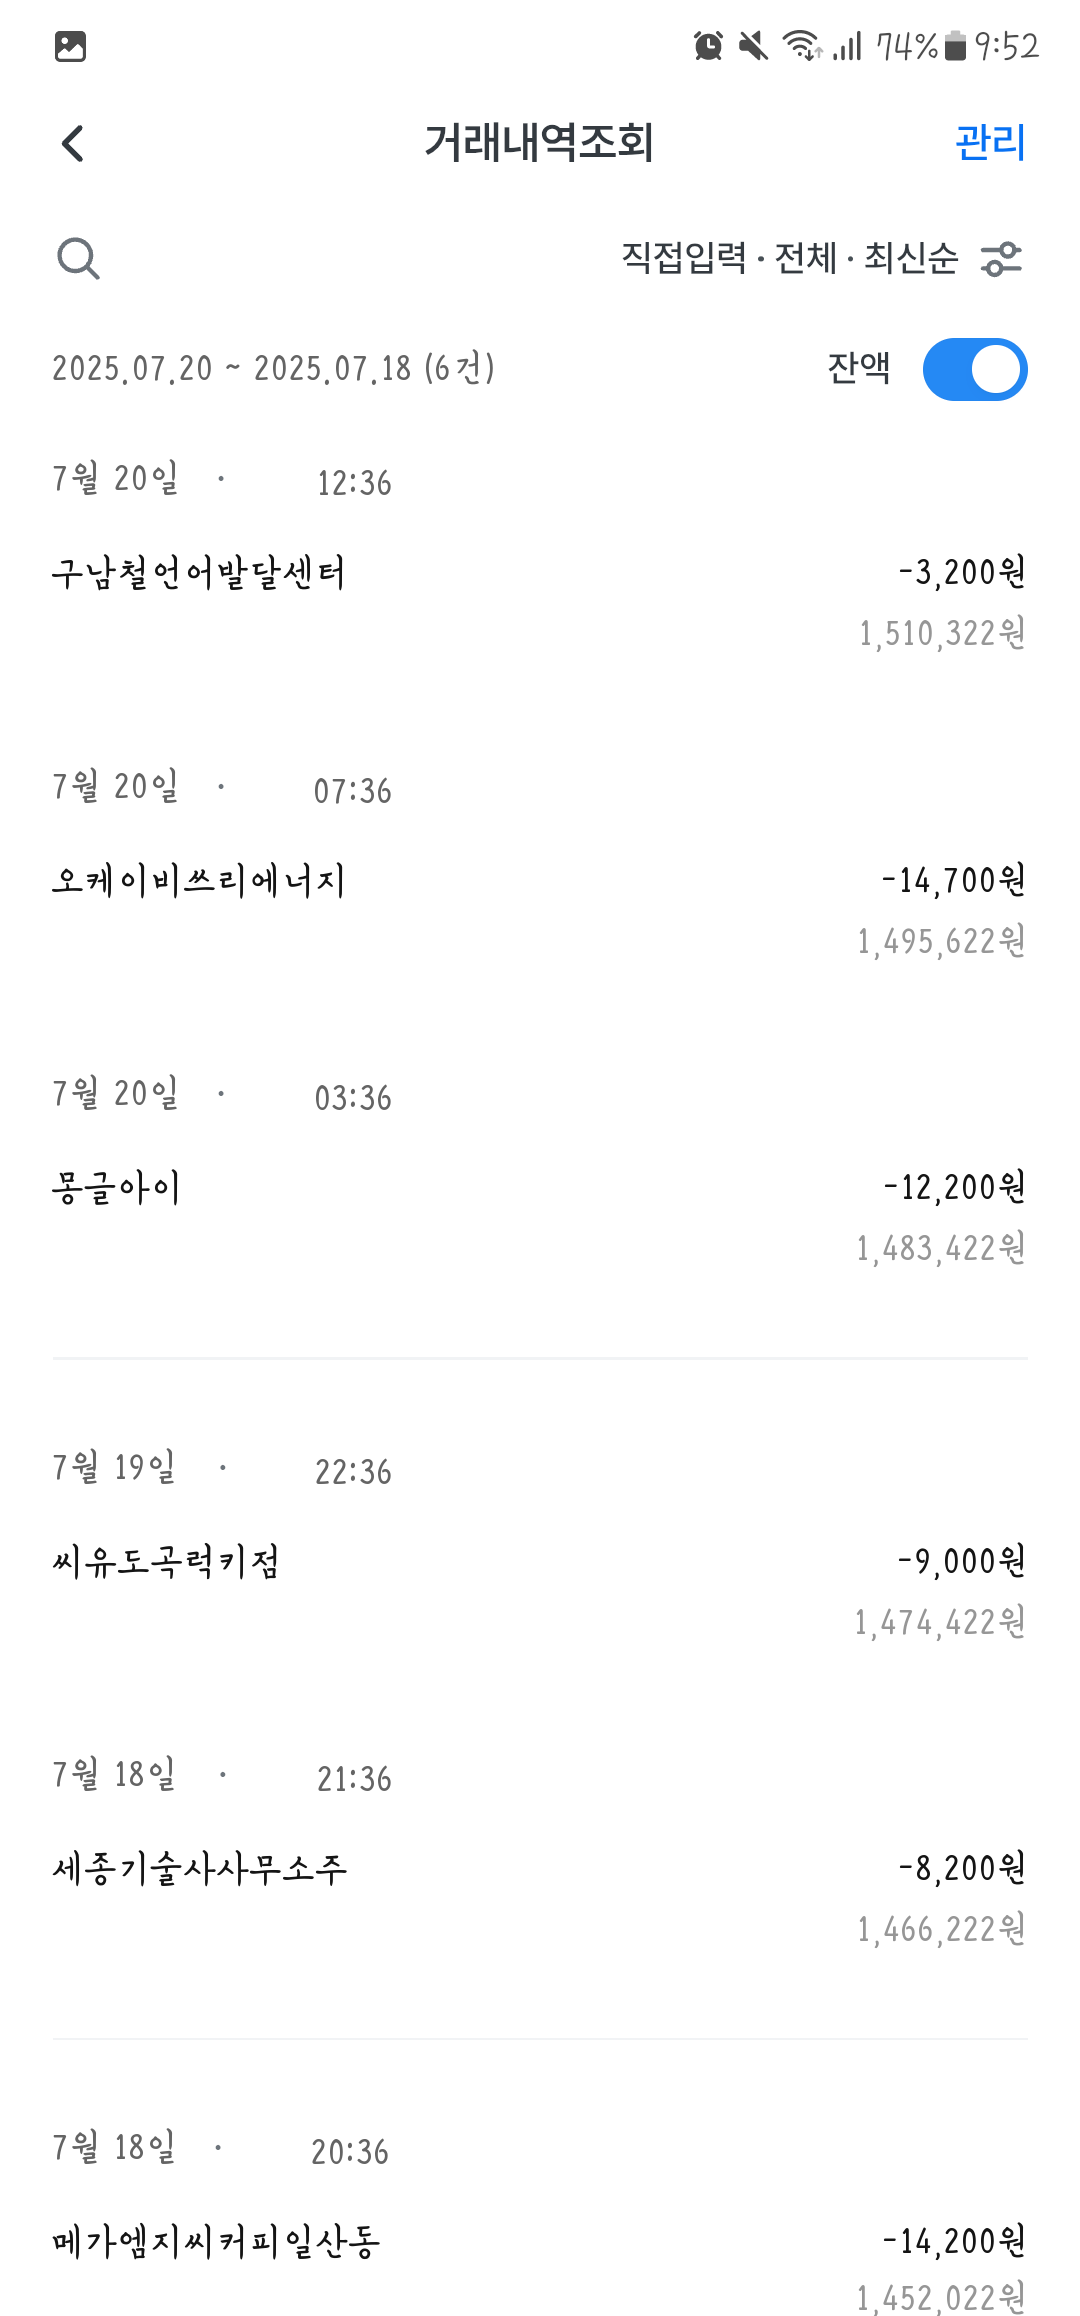 74% 9:52
거래내역조회 관리
직접입력 · 전체 · 최신순
2025.07.20 ~ 2025.07.18 (6건) 잔액
7월 20일 · 12:36
구남철언어발달센터 -3,200원
1,510,322원
7월 20일 · 07:36
오케이비쓰리에너지 -14,700원
1,495,622원
7월 20일 · 03:36
몽글아이 -12,200원
1,483,422원
7월 19일 · 22:36
씨유도곡럭키점 -9,000원
1,474,422원
7월 18일 · 21:36
세종기술사사무소주 -8,200원
1,466,222원
7월 18일 · 20:36
메가엠지씨커피일산동 -14,200원
1,452,022원